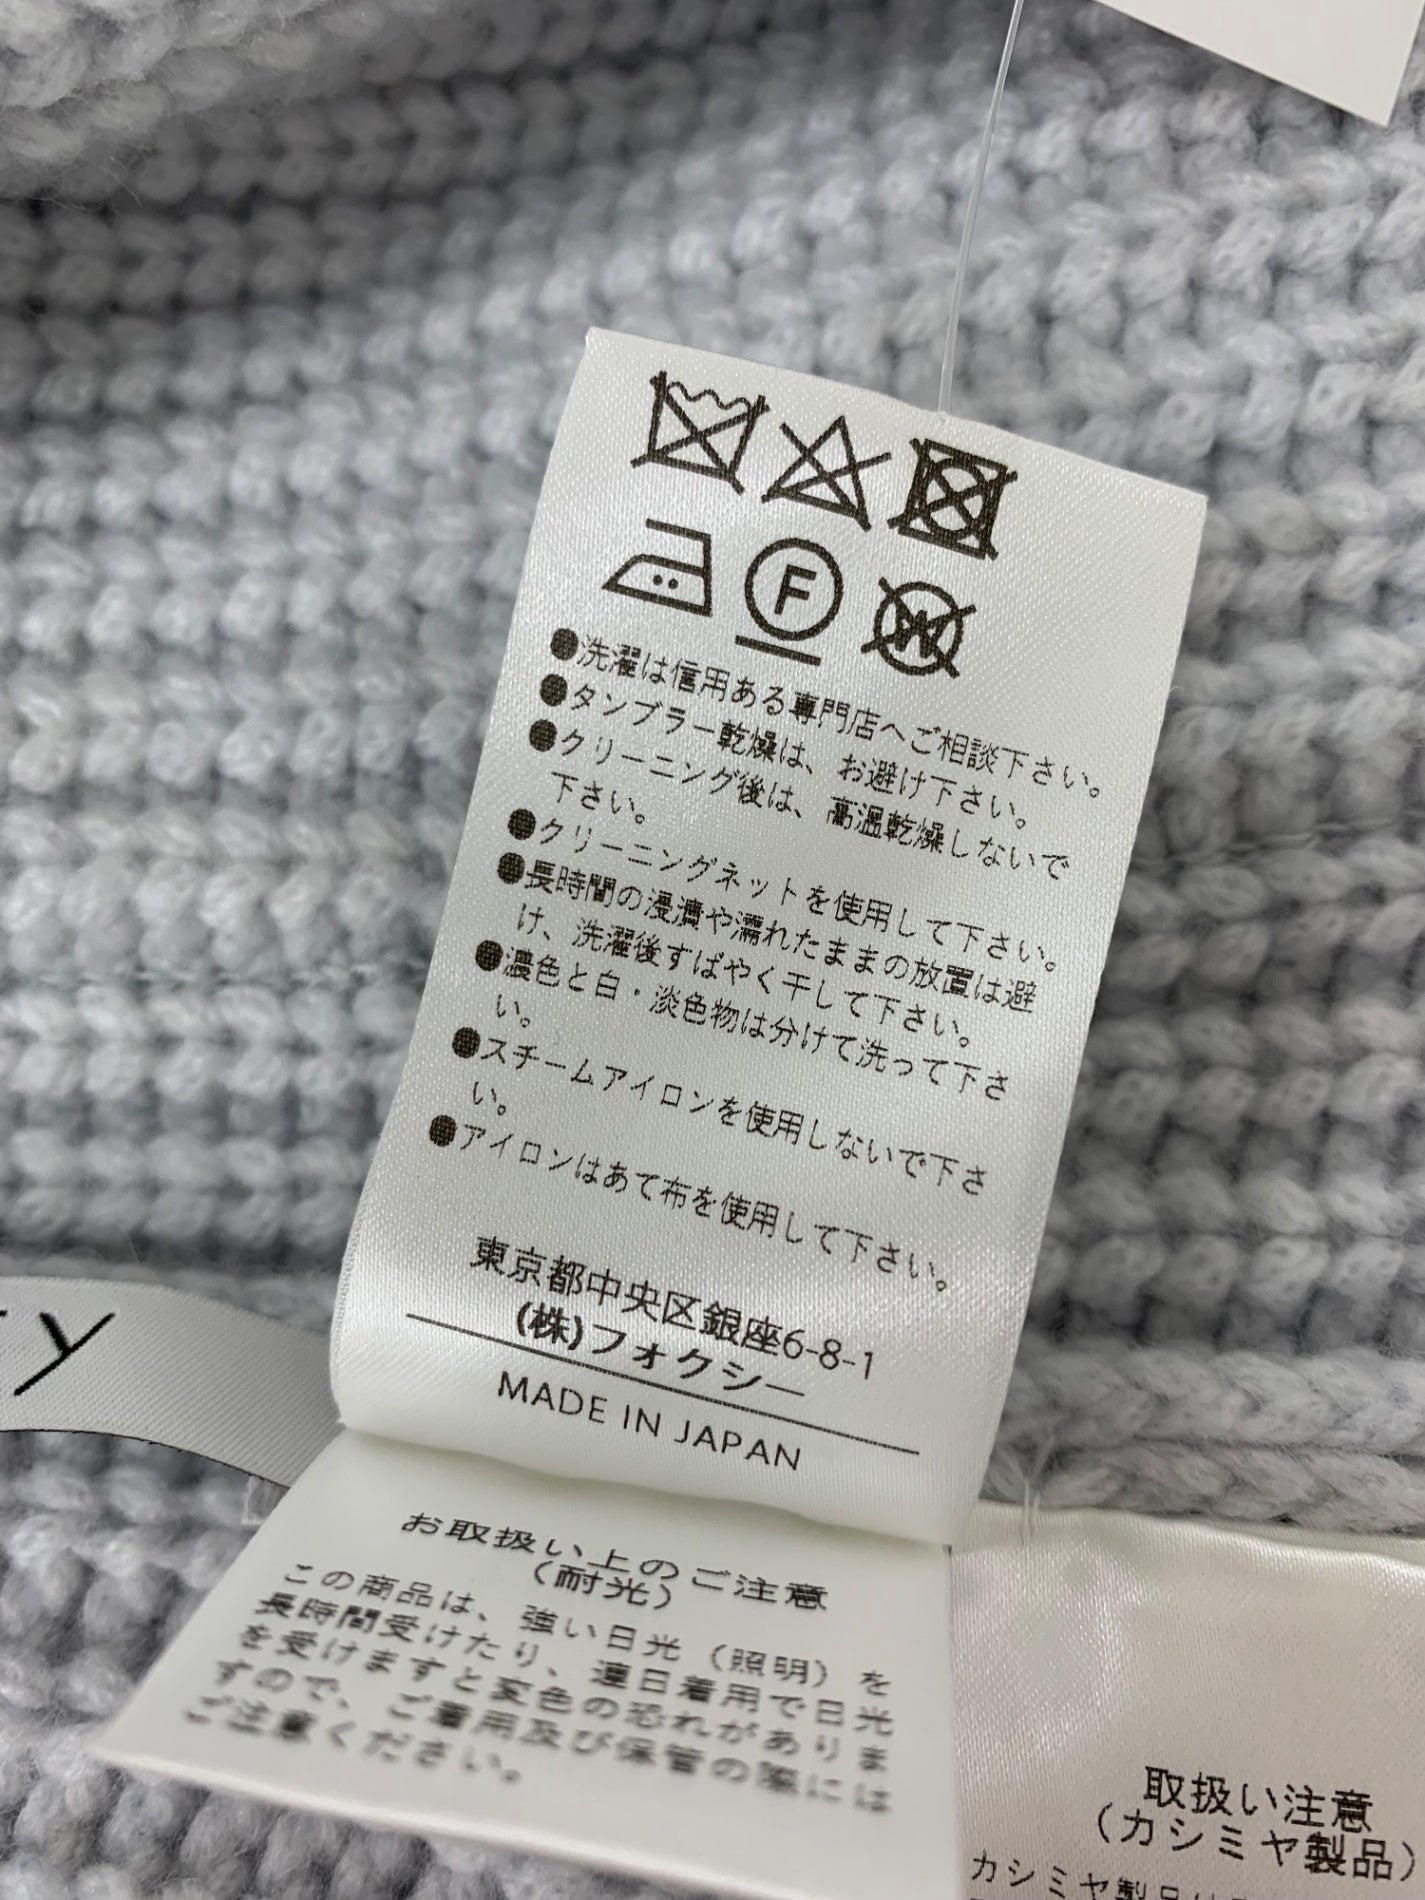 F
W
●洗濯は信用ある専門店へご相談下さい。
●タンブラー乾燥は、お避け下さい。
●クリーニング後は、高温乾燥しないで
下さい。
●クリーニングネットを使用して下さい。
●長時間の浸漬や濡れたままの放置は避
け、洗濯後すばやく干して下さい。
●濃色と白・淡色物は分けて洗って下さ
い。
●スチームアイロンを使用しないで下さ
い。
●アイロンはあて布を使用して下さい。
東京都中央区銀座6-8-1
(株)フォクシー
MADE IN JAPAN
y
お取扱い上のご注意
（耐光）
この商品は、強い日光（照明）を
長時間受けたり、連日着用で日光
を受けますと変色の恐れがありま
すので、ご着用及び保管の際には
ご注意ください。
取扱い注意
（カシミヤ製品）
カシミヤ製品は